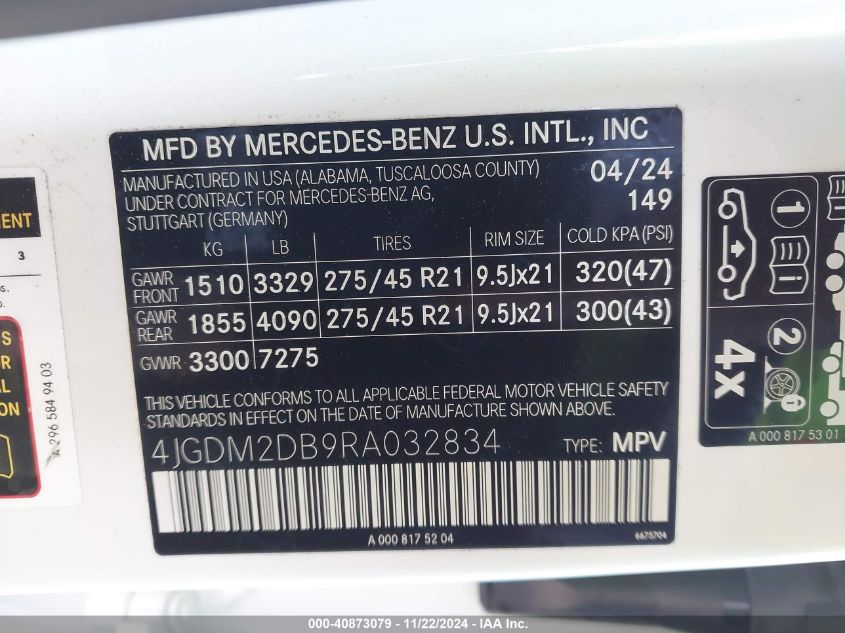 MFD BY MERCEDES-BENZ U.S. INTL., INC
MANUFACTURED IN USA (ALABAMA, TUSCALOOSA COUNTY) 04/24
UNDER CONTRACT FOR MERCEDES-BENZ AG, 149
STUTTGART (GERMANY)
KG LB TIRES RIM SIZE COLD KPA (PSI)
GAWR FRONT 1510 3329 275/45 R21 9.5Jx21 320(47)
GAWR REAR 1855 4090 275/45 R21 9.5Jx21 300(43)
GVWR 3300 7275
THIS VEHICLE CONFORMS TO ALL APPLICABLE FEDERAL MOTOR VEHICLE SAFETY
STANDARDS IN EFFECT ON THE DATE OF MANUFACTURE SHOWN ABOVE.
4JGDM2DB9RA032834 TYPE: MPV
A 000 817 52 04 6675704
3
A 296 584 94 03
1
2
4x
A 000 817 53 01
000-40873079 - 11/22/2024 - IAA Inc.